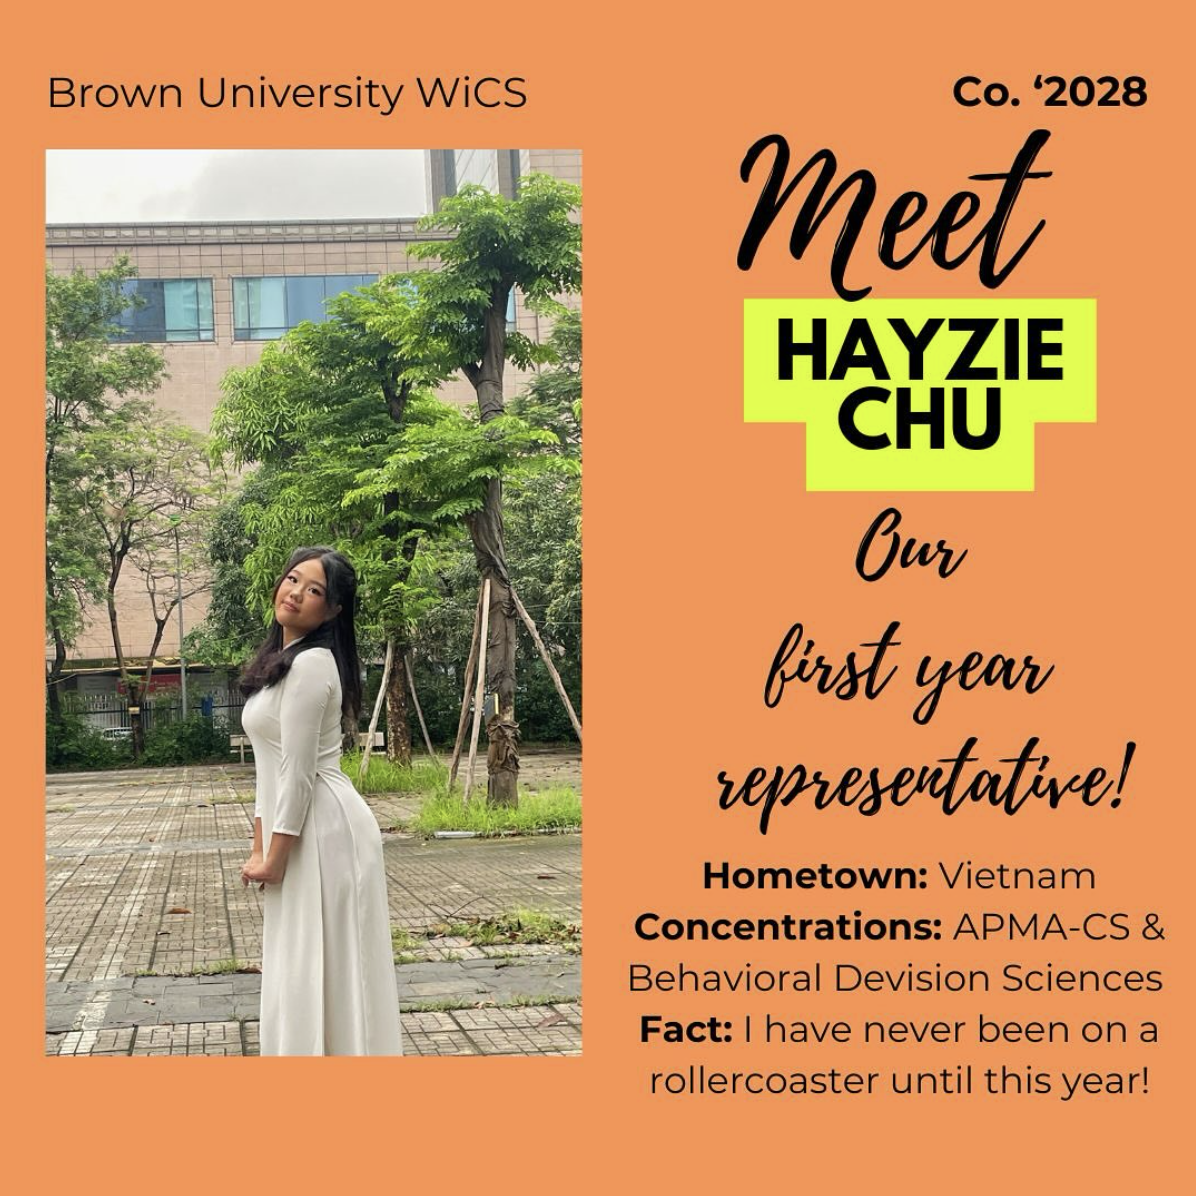 Brown University WiCS
Co. ‘2028
Meet
HAYZIE
CHU
Our
first year
representative!
Hometown: Vietnam
Concentrations: APMA-CS &
Behavioral Devision Sciences
Fact: I have never been on a
rollercoaster until this year!